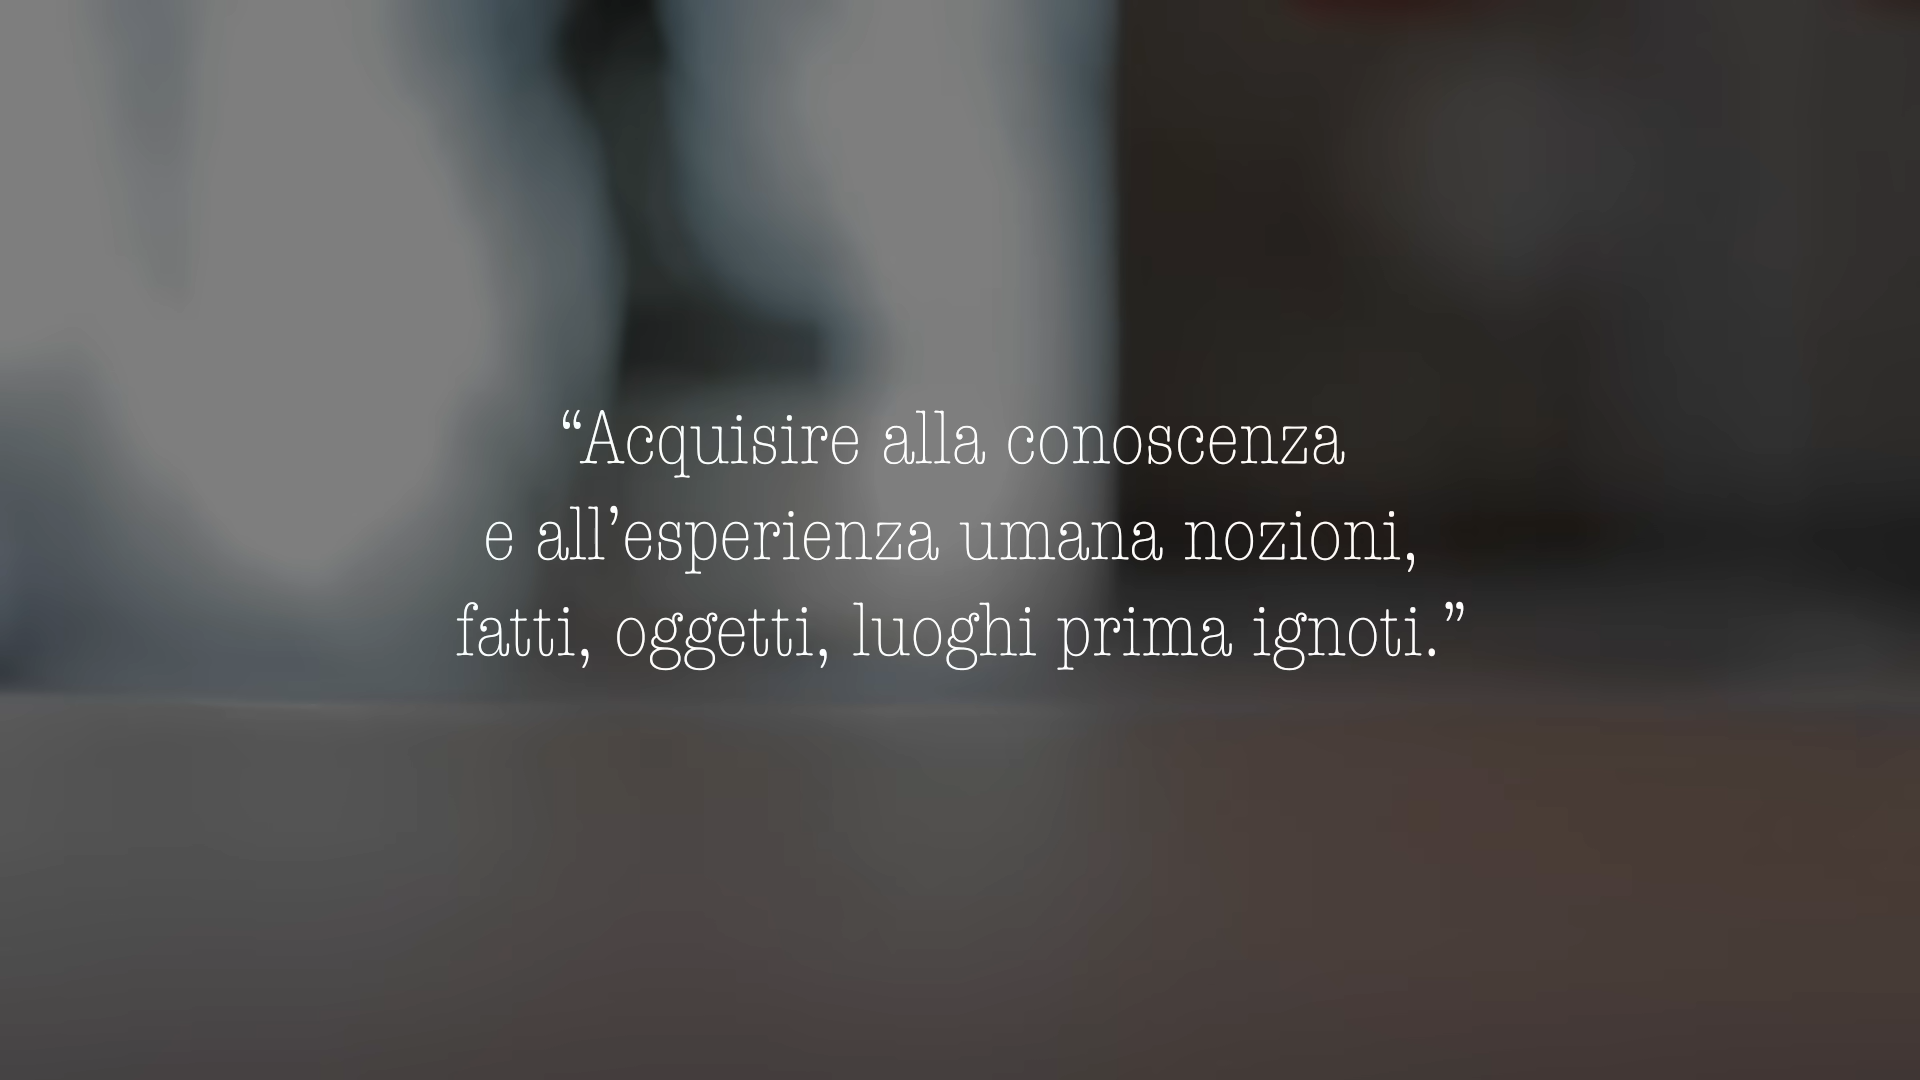 “Acquisire alla conoscenza
e all’esperienza umana nozioni,
fatti, oggetti, luoghi prima ignoti.”